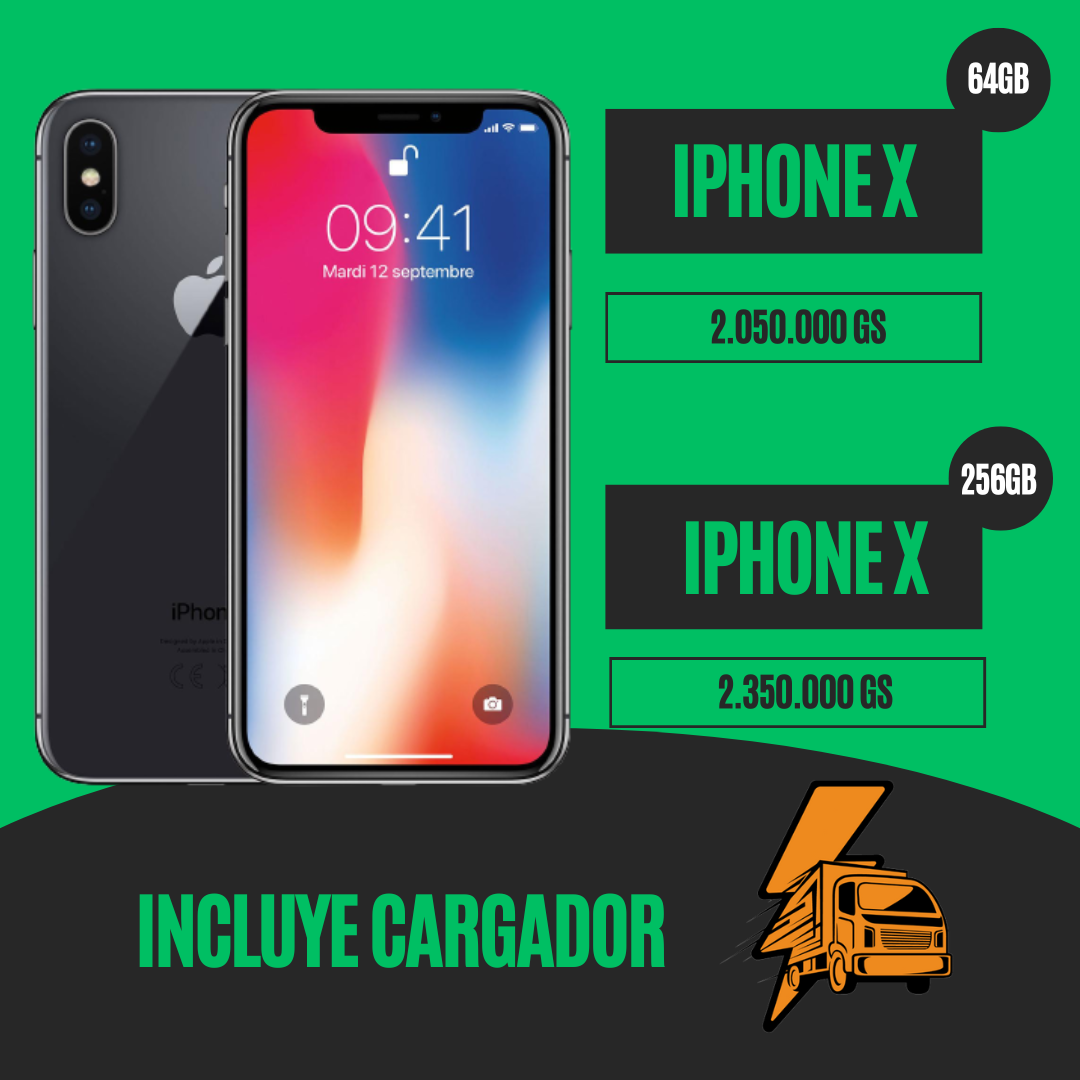 64GB
IPHONE X
2.050.000 GS
256GB
IPHONE X
2.350.000 GS
09:41
Mardi 12 septembre
INCLUYE CARGADOR